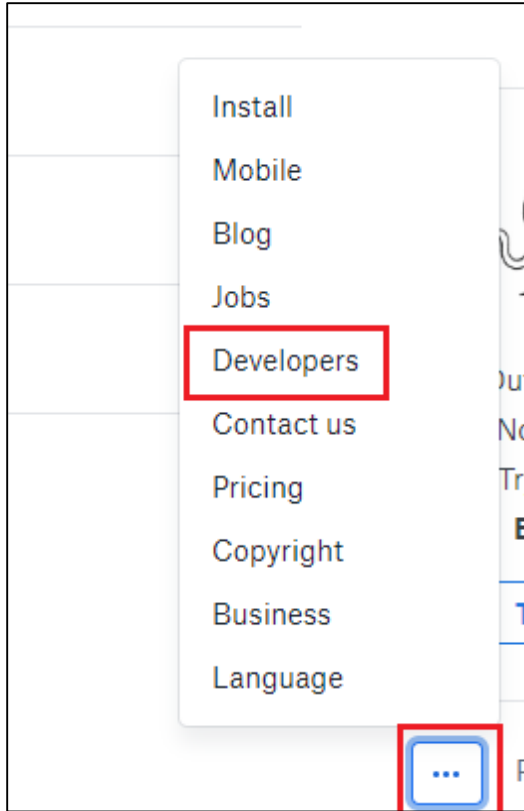 Install
Mobile
Blog
Jobs
Developers
Contact us
Pricing
Copyright
Business
Language
...